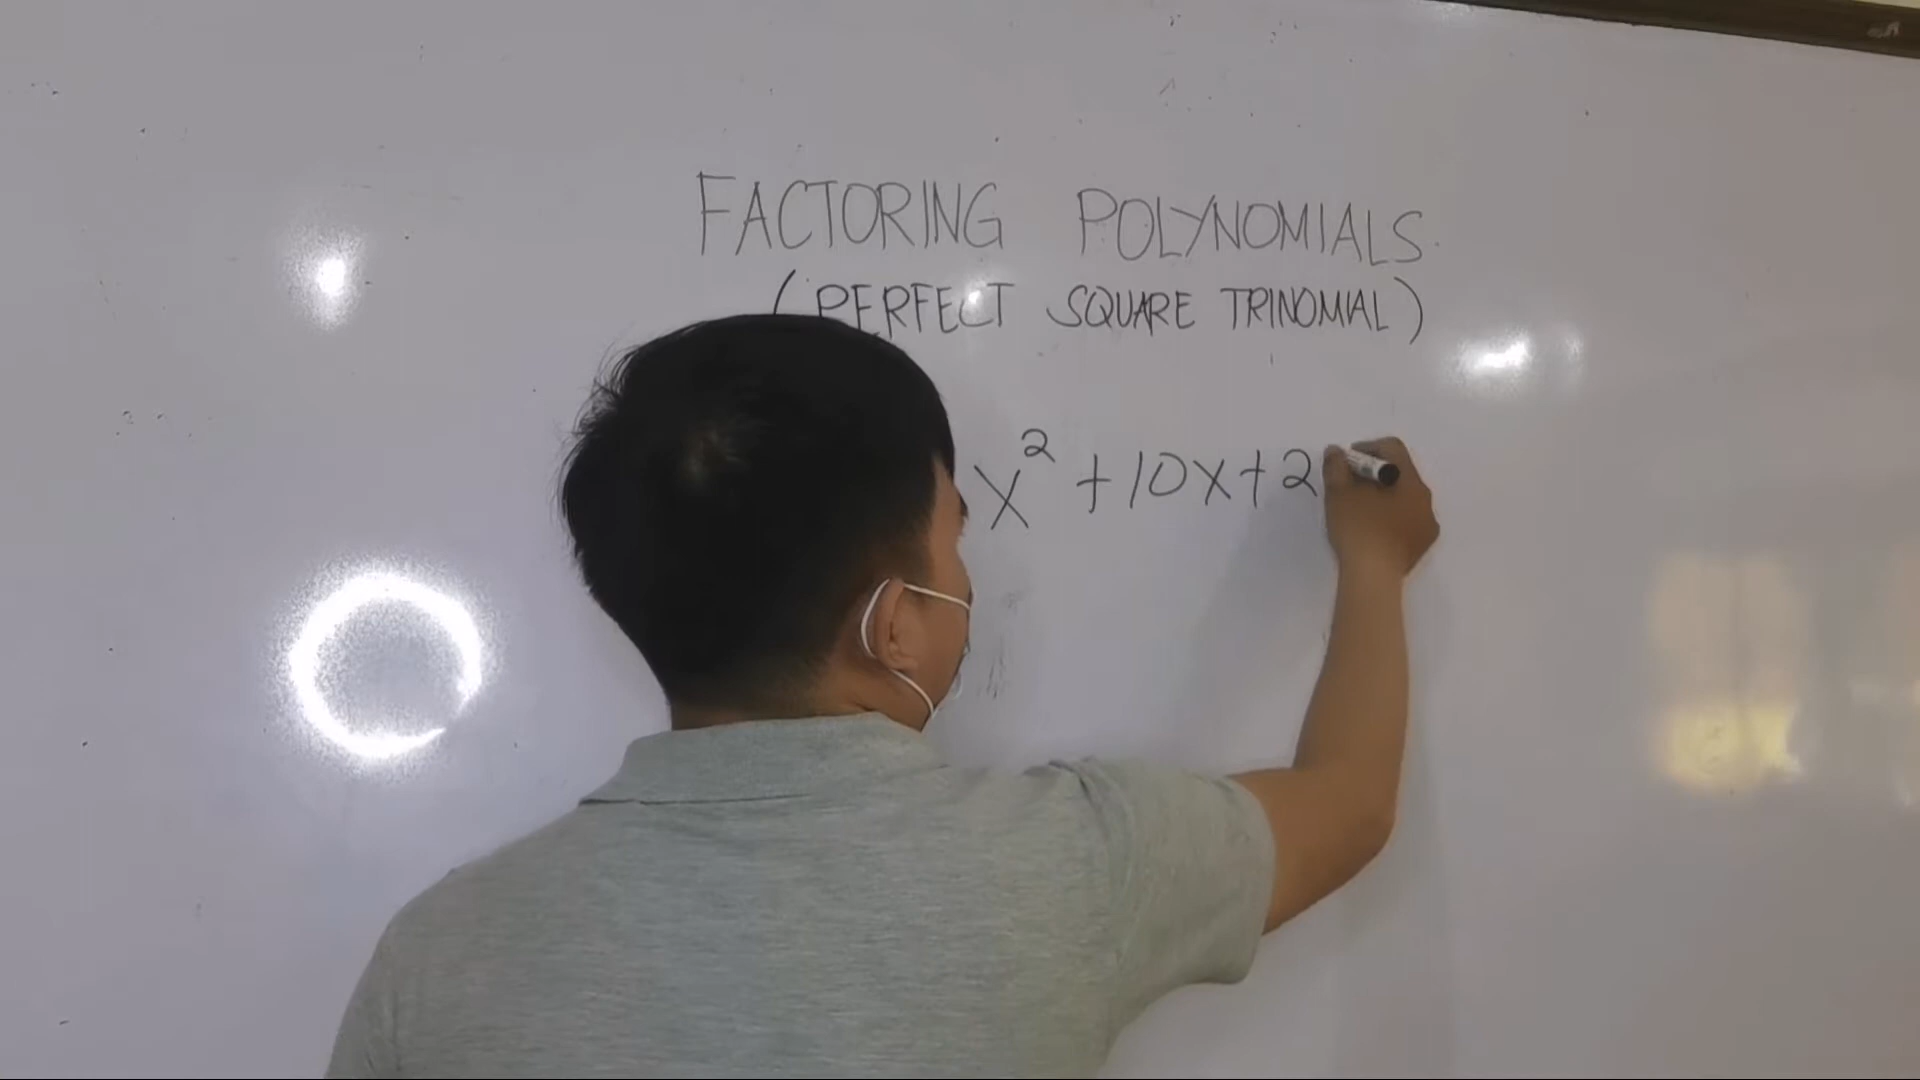 FACTORING POLYNOMIALS
(PERFECT SQUARE TRINOMIAL)
x² +10x+2